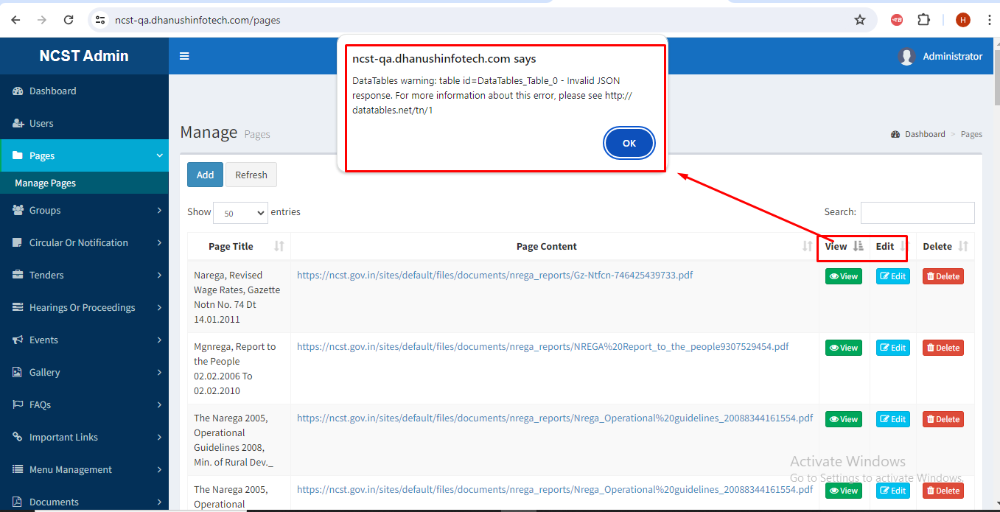 ncst-qa.dhanushinfotech.com/pages
H
NCST Admin
Administrator
ncst-qa.dhanushinfotech.com says
DataTables warning: table id=DataTables_Table_0 - Invalid JSON
response. For more information about this error, please see http://
datatables.net/tn/1
OK
Dashboard
Users
Pages
Manage Pages
Groups
Circular Or Notification
Tenders
Hearings Or Proceedings
Events
Gallery
FAQs
Important Links
Menu Management
Documents
Manage Pages
Dashboard > Pages
Add Refresh
Show 50 entries
Search:
Page Title Page Content View Edit Delete
Narega, Revised
Wage Rates, Gazette
Notn No. 74 Dt
14.01.2011
https://ncst.gov.in/sites/default/files/documents/nrega_reports/Gz-Ntfcn-746425439733.pdf
View Edit Delete
Mgnrega, Report to
the People
02.02.2006 To
02.02.2010
https://ncst.gov.in/sites/default/files/documents/nrega_reports/NREGA%20Report_to_the_people9307529454.pdf
View Edit Delete
The Narega 2005,
Operational
Guidelines 2008,
Min. of Rural Dev._
https://ncst.gov.in/sites/default/files/documents/nrega_reports/Nrega_Operational%20guidelines_20088344161554.pdf
View Edit Delete
The Narega 2005,
Operational
https://ncst.gov.in/sites/default/files/documents/nrega_reports/Nrega_Operational%20guidelines_20088344161554.pdf
View Edit Delete
Activate Windows
Go to Settings to activate Windows.